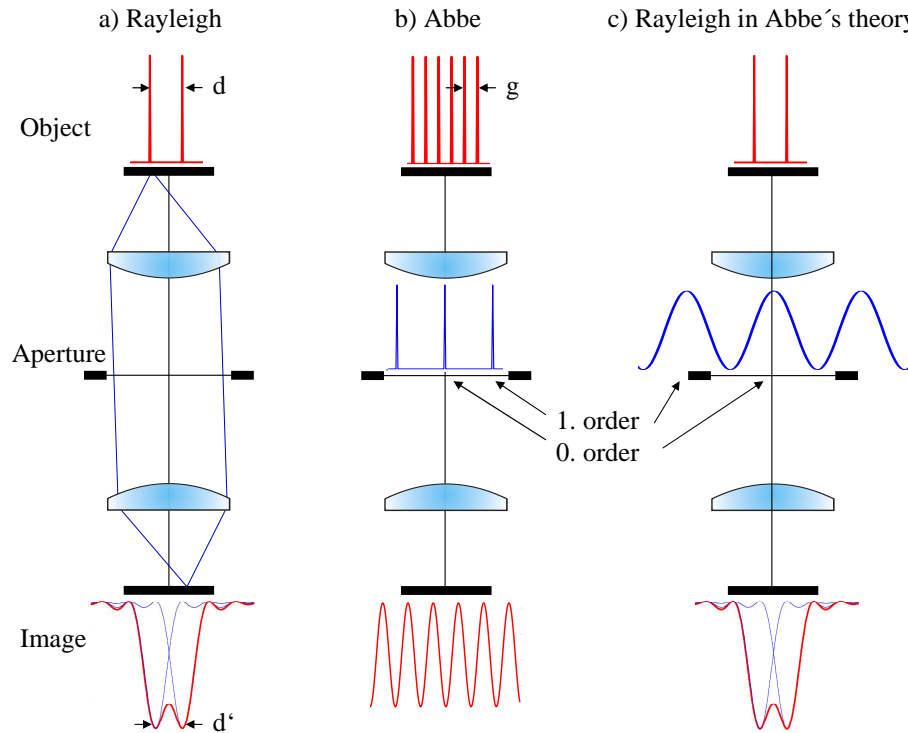 a) Rayleigh
b) Abbe
c) Rayleigh in Abbe´s theory
d
g
Object
Aperture
1. order
0. order
Image
d‘